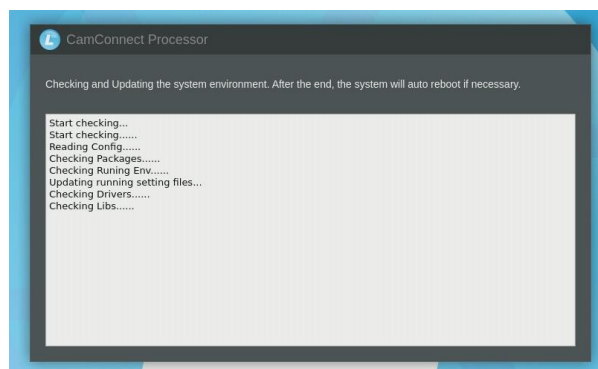 CamConnect Processor
Checking and Updating the system environment. After the end, the system will auto reboot if necessary.
Start checking...
Start checking......
Reading Config......
Checking Packages......
Checking Runing Env......
Updating running setting files...
Checking Drivers......
Checking Libs......